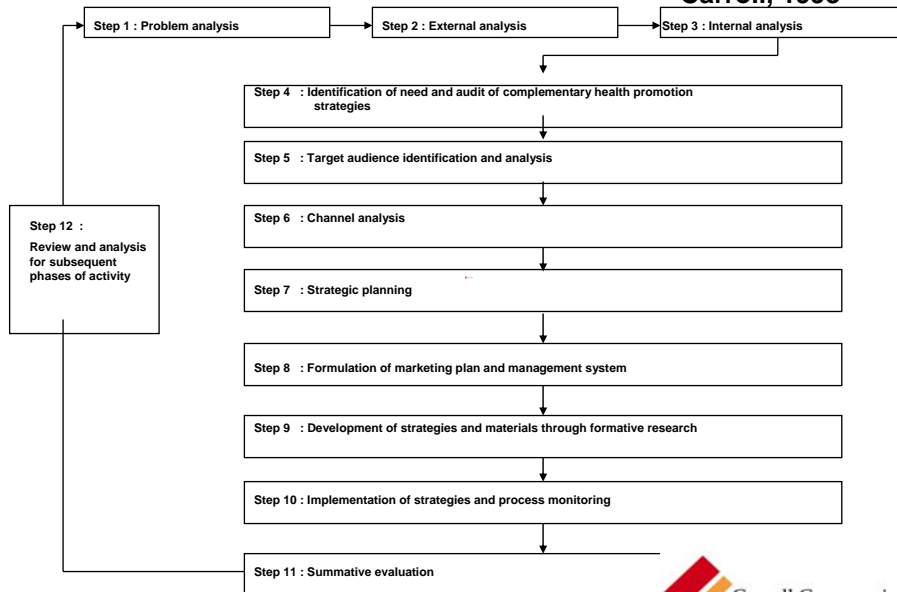 Step 1 : Problem analysis
Step 2 : External analysis
Step 3 : Internal analysis
Step 4 : Identification of need and audit of complementary health promotion
strategies
Step 5 : Target audience identification and analysis
Step 6 : Channel analysis
Step 7 : Strategic planning
Step 8 : Formulation of marketing plan and management system
Step 9 : Development of strategies and materials through formative research
Step 10 : Implementation of strategies and process monitoring
Step 11 : Summative evaluation
Step 12 :
Review and analysis
for subsequent
phases of activity